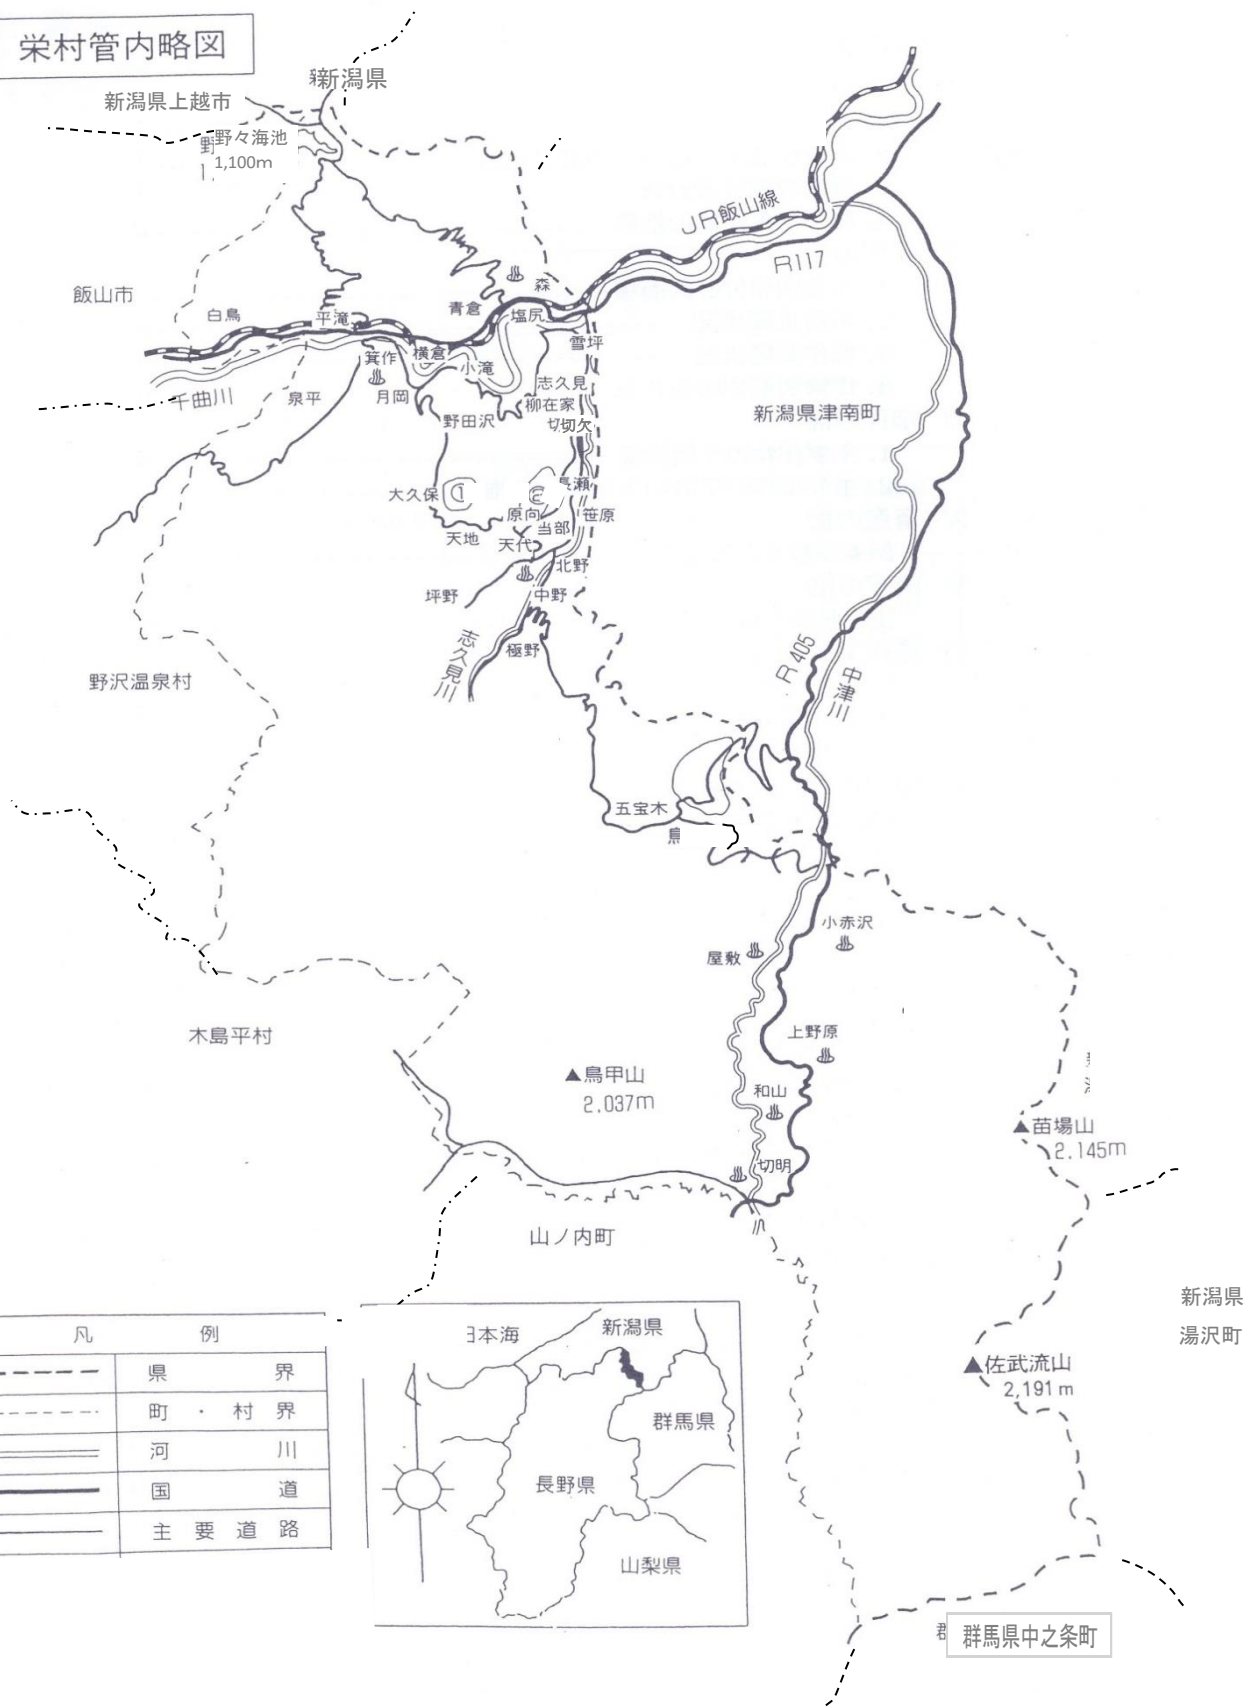 栄村管内略図
新潟県
新潟県上越市
野々海池
1,100m
JR飯山線
R117
飯山市
森
白鳥
平滝
青倉
塩尻
雪坪
箕作
横倉
小滝
千曲川
泉平
月岡
志久見
柳在家
野田沢
切欠
新潟県津南町
大久保
①
②
長瀬
原向
笹原
天地
当部
天代
北野
坪野
中野
志久見川
極野
R405
中津川
野沢温泉村
五宝木
小赤沢
屋敷
木島平村
上野原
▲鳥甲山
2.037m
和山
▲苗場山
2.145m
切明
山ノ内町
新潟県
湯沢町
▲佐武流山
2,191m
凡例
県界
町・村界
河川
国道
主要道路
日本海
新潟県
群馬県
長野県
山梨県
群馬県中之条町